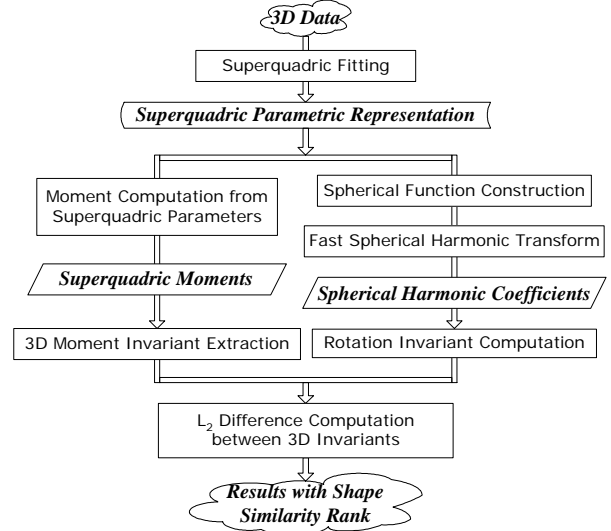 3D Data
Superquadric Fitting
Superquadric Parametric Representation
Moment Computation from
Superquadric Parameters
Superquadric Moments
3D Moment Invariant Extraction
Spherical Function Construction
Fast Spherical Harmonic Transform
Spherical Harmonic Coefficients
Rotation Invariant Computation
L₂ Difference Computation
between 3D Invariants
Results with Shape
Similarity Rank